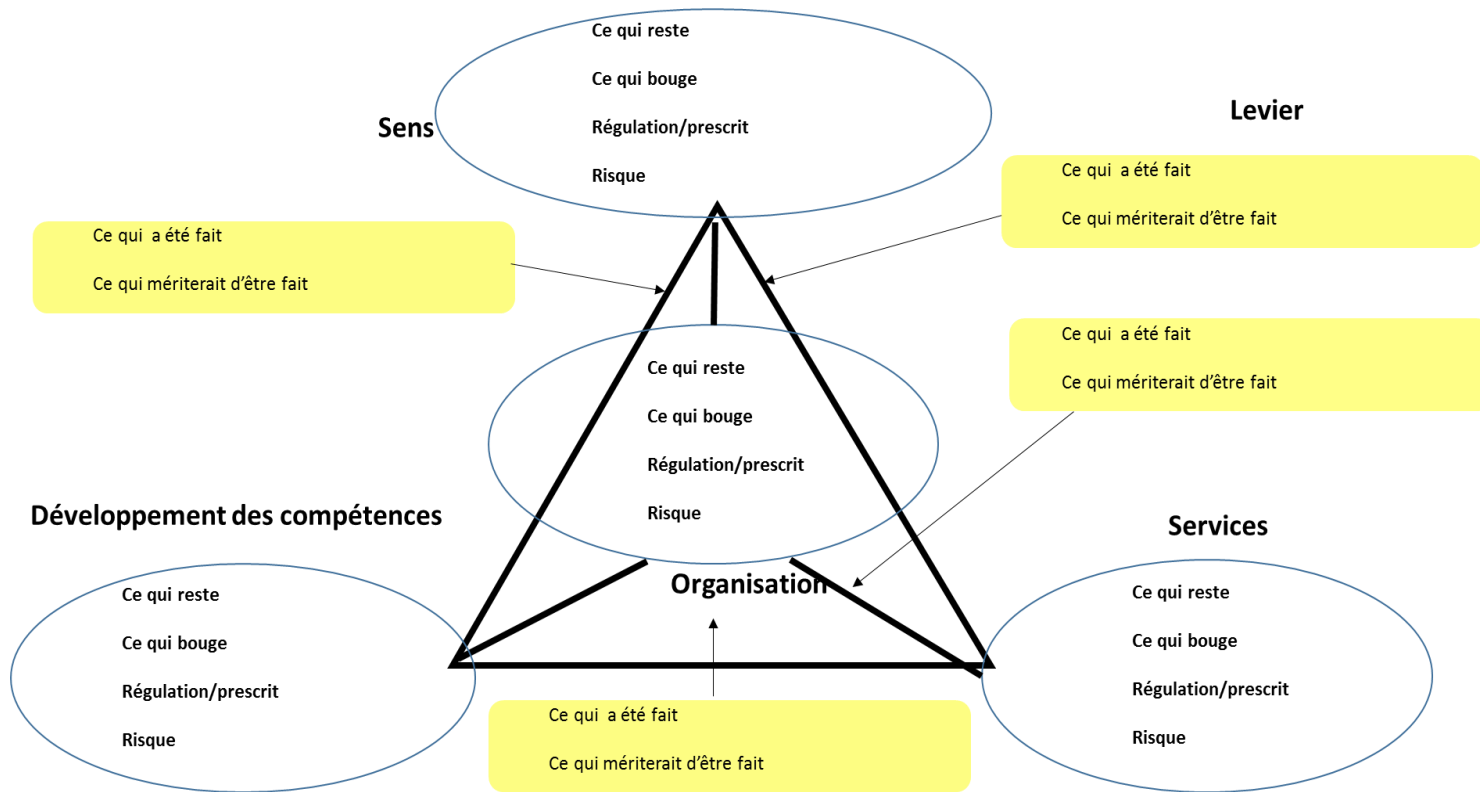 Ce qui reste
Ce qui bouge
Régulation/prescrit
Risque
Sens
Levier
Ce qui a été fait
Ce qui mériterait d’être fait
Ce qui a été fait
Ce qui mériterait d’être fait
Ce qui a été fait
Ce qui mériterait d’être fait
Ce qui reste
Ce qui bouge
Régulation/prescrit
Risque
Organisation
Développement des compétences
Ce qui reste
Ce qui bouge
Régulation/prescrit
Risque
Services
Ce qui reste
Ce qui bouge
Régulation/prescrit
Risque
Ce qui a été fait
Ce qui mériterait d’être fait